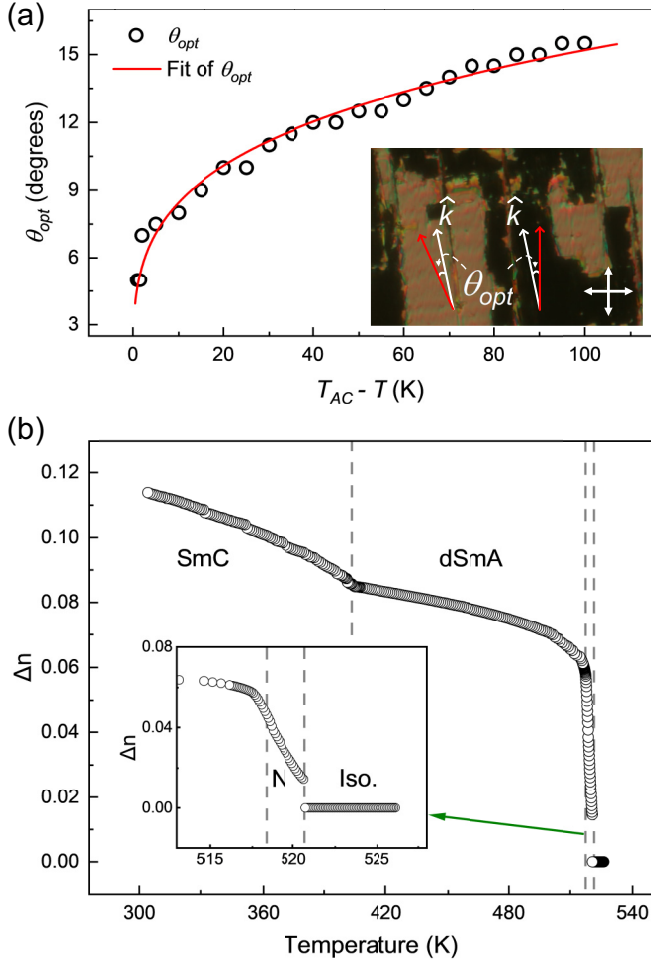 (a)
θopt
Fit of θopt
15
12
9
6
3
θopt (degrees)
k̂ k̂
θopt
0 20 40 60 80 100
TAC - T (K)
(b)
0.12
0.10
0.08
0.06
0.04
0.02
0.00
Δn
SmC dSmA
0.08
0.04
0.00
Δn
N Iso.
515 520 525
300 360 420 480 540
Temperature (K)